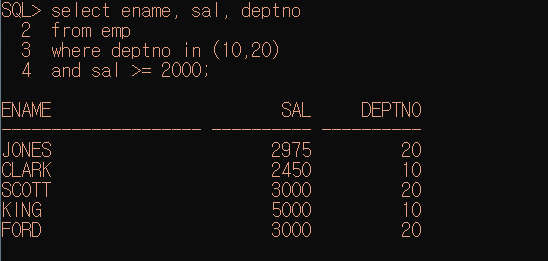 SQL> select ename, sal, deptno
  2  from emp
  3  where deptno in (10,20)
  4  and sal >= 2000;

ENAME                       SAL     DEPTNO
-------------------- ---------- ----------
JONES                      2975         20
CLARK                      2450         10
SCOTT                      3000         20
KING                       5000         10
FORD                       3000         20